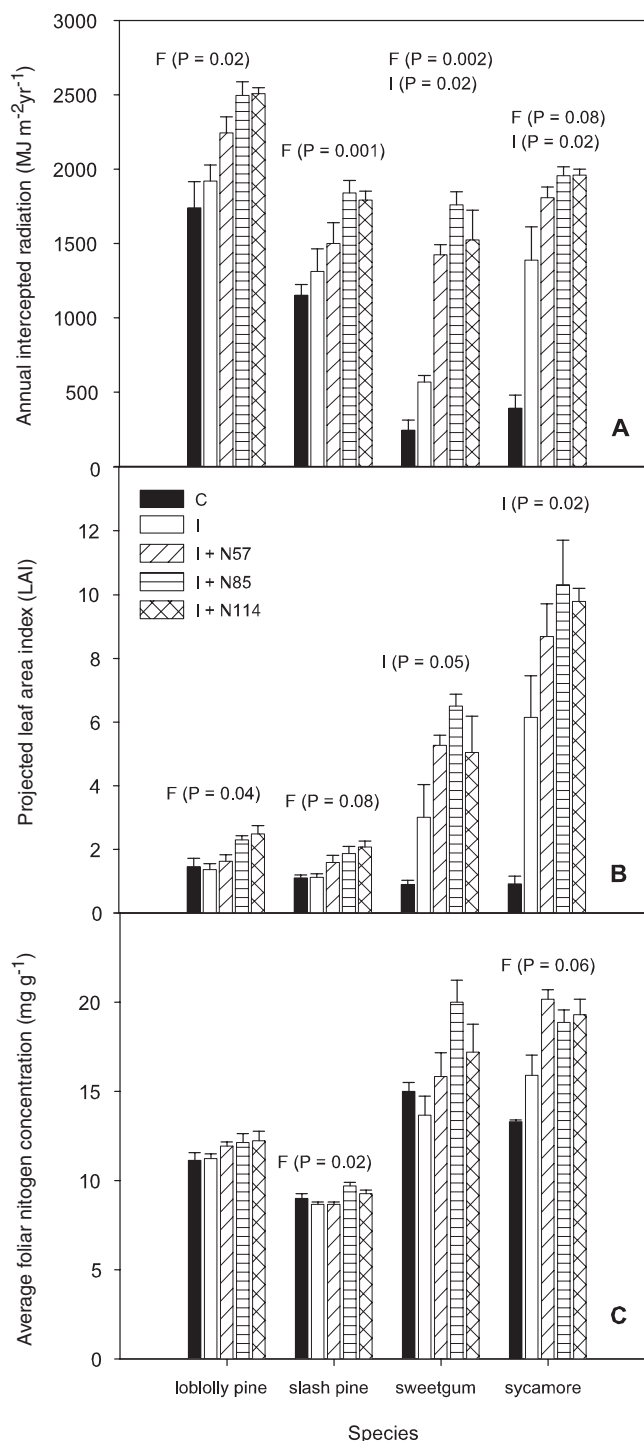 3000
F (P = 0.02)
F (P = 0.002)
I (P = 0.02)
2500
F (P = 0.08)
I (P = 0.02)
F (P = 0.001)
2000
1500
1000
500
0
Annual intercepted radiation (MJ m-2yr-1)
A
C
I
I + N57
I + N85
I + N114
I (P = 0.02)
12
10
8
I (P = 0.05)
6
4
F (P = 0.04)
F (P = 0.08)
2
0
Projected leaf area index (LAI)
B
F (P = 0.06)
20
15
F (P = 0.02)
10
5
0
Average foliar nitogen concentration (mg g-1)
C
loblolly pine slash pine sweetgum sycamore
Species